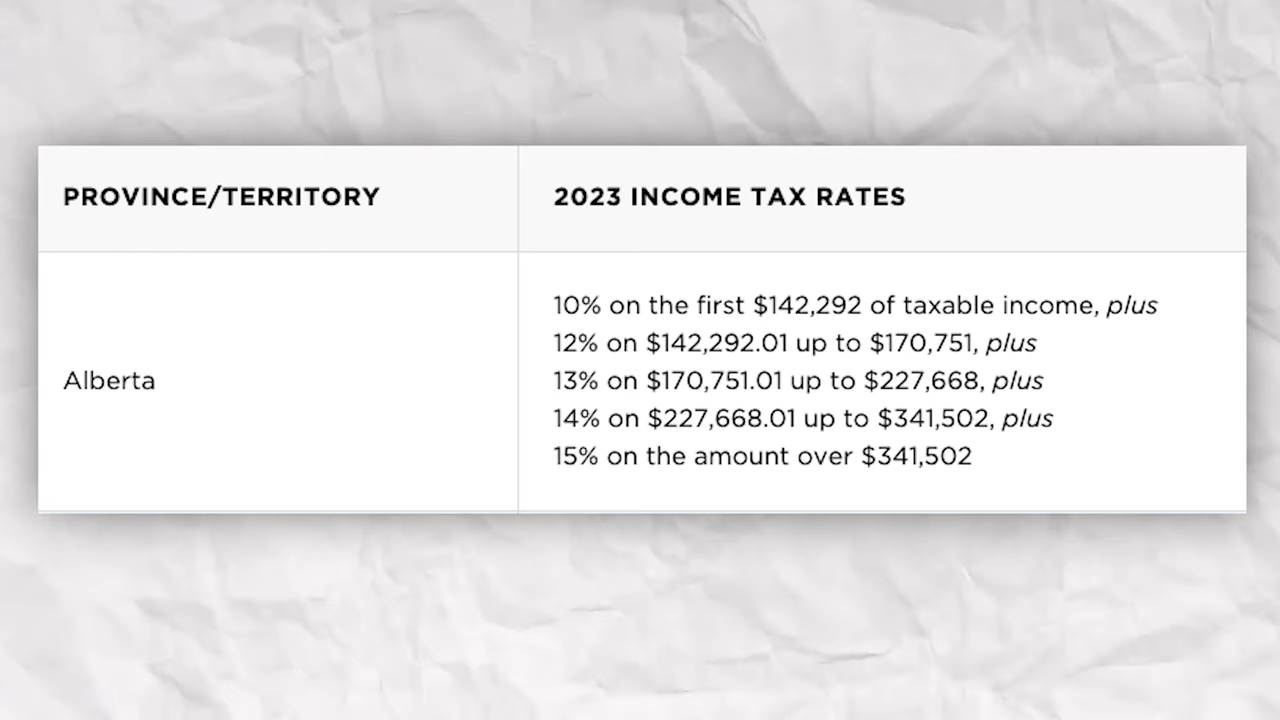 PROVINCE/TERRITORY
2023 INCOME TAX RATES
Alberta
10% on the first $142,292 of taxable income, plus
12% on $142,292.01 up to $170,751, plus
13% on $170,751.01 up to $227,668, plus
14% on $227,668.01 up to $341,502, plus
15% on the amount over $341,502